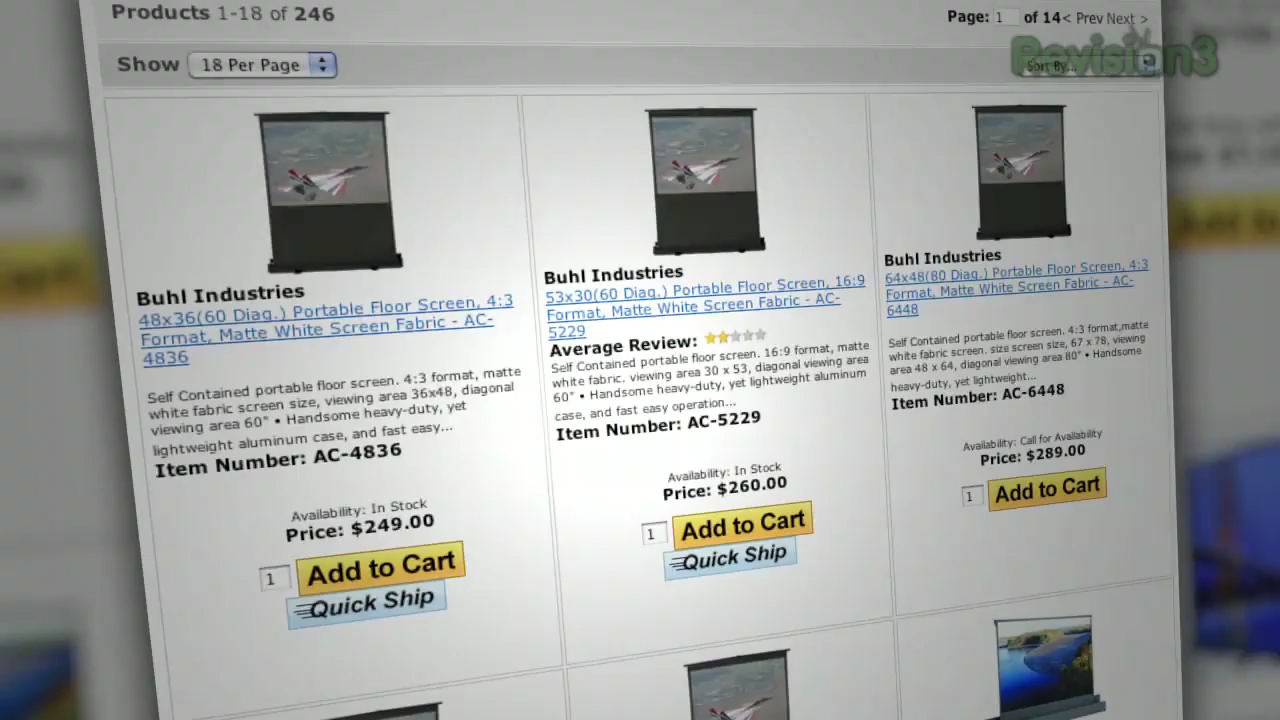 Products 1-18 of 246
Page: 1 of 14 < Prev Next >
Show 18 Per Page
Sort By...
Revision3
Buhl Industries
48x36(60 Diag.) Portable Floor Screen, 4:3
Format, Matte White Screen Fabric - AC-
4836
Self Contained portable floor screen. 4:3 format, matte
white fabric screen size, viewing area 36x48, diagonal
viewing area 60" • Handsome heavy-duty, yet
lightweight aluminum case, and fast easy...
Item Number: AC-4836
Availability: In Stock
Price: $249.00
1 Add to Cart
Quick Ship
Buhl Industries
53x30(60 Diag.) Portable Floor Screen, 16:9
Format, Matte White Screen Fabric - AC-
5229
Average Review:
Self Contained portable floor screen. 16:9 format, matte
white fabric. viewing area 30 x 53, diagonal viewing area
60" • Handsome heavy-duty, yet lightweight aluminum
case, and fast easy operation...
Item Number: AC-5229
Availability: In Stock
Price: $260.00
1 Add to Cart
Quick Ship
Buhl Industries
64x48(80 Diag.) Portable Floor Screen, 4:3
Format, Matte White Screen Fabric - AC-
6448
Self Contained portable floor screen. 4:3 format,matte
white fabric screen. size screen size, 67 x 78, viewing
area 48 x 64, diagonal viewing area 80" • Handsome
heavy-duty, yet lightweight...
Item Number: AC-6448
Availability: Call for Availability
Price: $289.00
1 Add to Cart
Cart
Add to